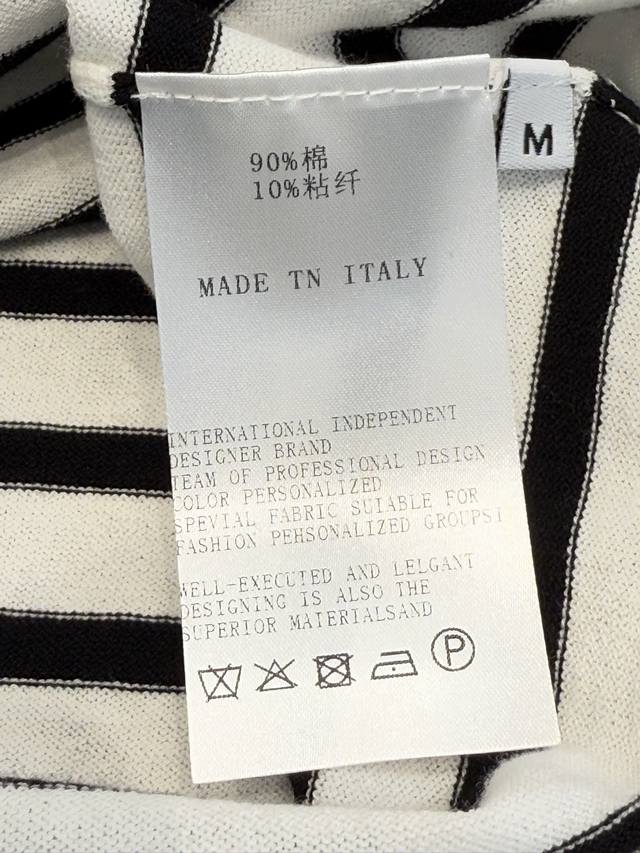 90%棉
10%粘纤
MADE TN ITALY
INTERNATIONAL INDEPENDENT
DESIGNER BRAND
TEAM OF PROFESSIONAL DESIGN
COLOR PERSONALIZED
SPEVIAL FABRIC SUIABLE FOR
FASHION PEHSONALIZED GROUPSI
WELL-EXECUTED AND LELGANT
DESIGNING IS ALSO THE
SUPERIOR MATERIALSAND
P
M